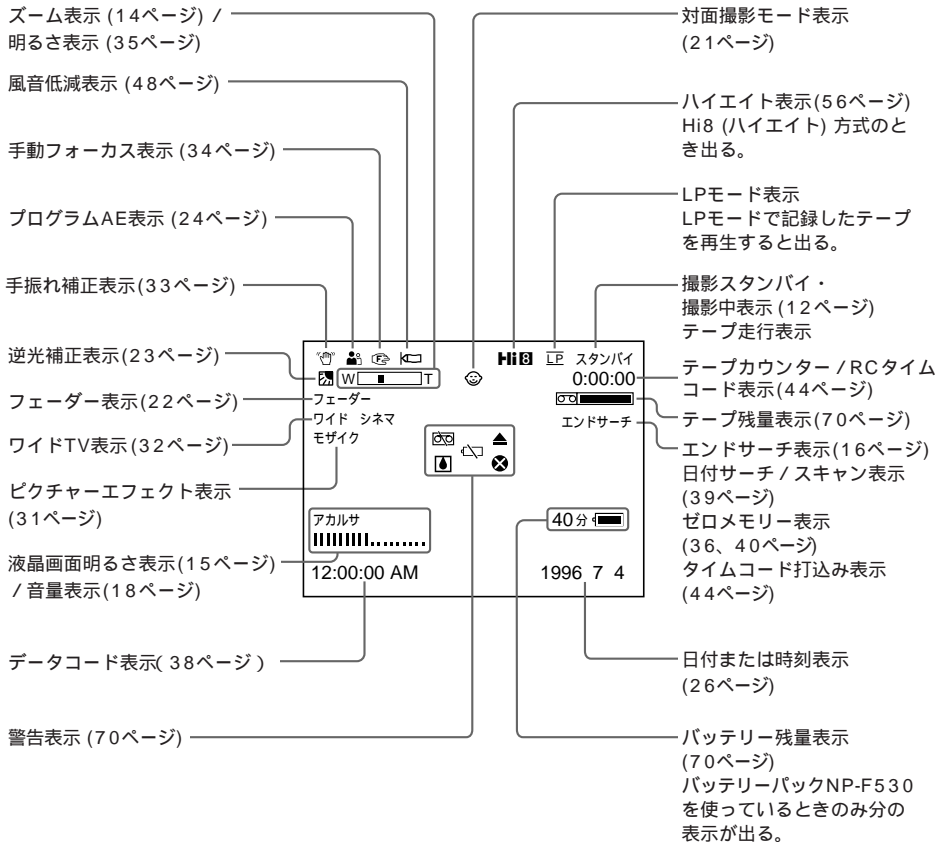 ズーム表示 (14ページ) /
明るさ表示 (35ページ)
風音低減表示 (48ページ)
手動フォーカス表示 (34ページ)
プログラムAE表示 (24ページ)
手振れ補正表示(33ページ)
逆光補正表示(23ページ)
フェーダー表示(22ページ)
ワイドTV表示(32ページ)
ピクチャーエフェクト表示
(31ページ)
液晶画面明るさ表示(15ページ)
/ 音量表示(18ページ)
データコード表示(38ページ)
警告表示 (70ページ)
Hi8 LP スタンバイ
W T
0:00:00
フェーダー
ワイド シネマ
エンドサーチ
モザイク
アカルサ
40分
12:00:00 AM
1996 7 4
対面撮影モード表示
(21ページ)
ハイエイト表示(56ページ)
Hi8 (ハイエイト) 方式のと
き出る。
LPモード表示
LPモードで記録したテープ
を再生すると出る。
撮影スタンバイ・
撮影中表示 (12ページ)
テープ走行表示
テープカウンター / RCタイム
コード表示(44ページ)
テープ残量表示(70ページ)
エンドサーチ表示(16ページ)
日付サーチ / スキャン表示
(39ページ)
ゼロメモリー表示
(36、40ページ)
タイムコード打込み表示
(44ページ)
日付または時刻表示
(26ページ)
バッテリー残量表示
(70ページ)
バッテリーパックNP-F530
を使っているときのみ分の
表示が出る。